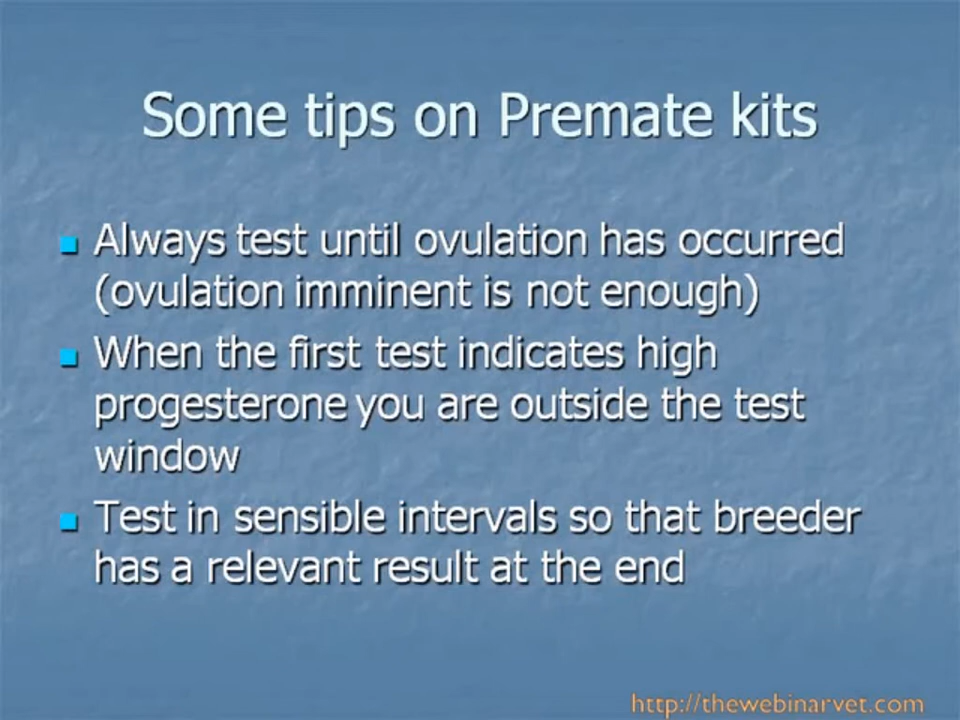 Some tips on Premate kits
Always test until ovulation has occurred
(ovulation imminent is not enough)
When the first test indicates high
progesterone you are outside the test
window
Test in sensible intervals so that breeder
has a relevant result at the end
http://thewebinarvet.com